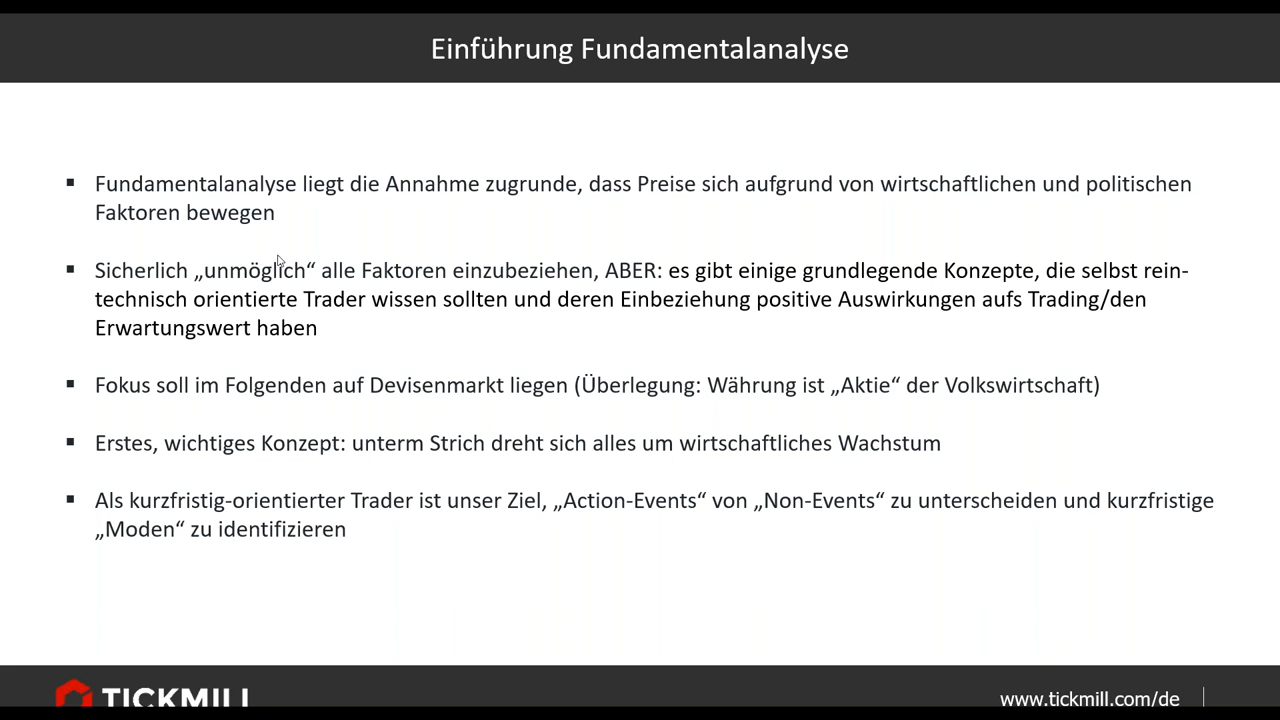 Einführung Fundamentalanalyse
▪ Fundamentalanalyse liegt die Annahme zugrunde, dass Preise sich aufgrund von wirtschaftlichen und politischen
Faktoren bewegen
▪ Sicherlich „unmöglich“ alle Faktoren einzubeziehen, ABER: es gibt einige grundlegende Konzepte, die selbst rein-
technisch orientierte Trader wissen sollten und deren Einbeziehung positive Auswirkungen aufs Trading/den
Erwartungswert haben
▪ Fokus soll im Folgenden auf Devisenmarkt liegen (Überlegung: Währung ist „Aktie“ der Volkswirtschaft)
▪ Erstes, wichtiges Konzept: unterm Strich dreht sich alles um wirtschaftliches Wachstum
▪ Als kurzfristig-orientierter Trader ist unser Ziel, „Action-Events“ von „Non-Events“ zu unterscheiden und kurzfristige
„Moden“ zu identifizieren
TICKMILL
www.tickmill.com/de